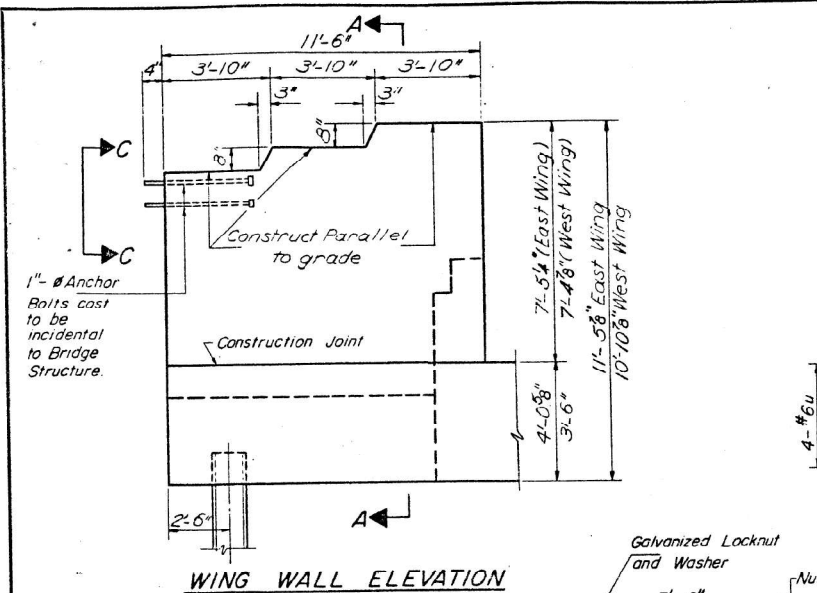 A
11'-6"
4" 3'-10" 3'-10" 3'-10"
3" 3"
8"
8"
C
C
Construct Parallel
to grade
1"-ø Anchor
Bolts cost
to be
incidental
to Bridge
Structure.
Construction Joint
7'-5¼" (East Wing)
7'-4⅞" (West Wing)
11'-5⅞" East Wing
10'-10⅞" West Wing
4'-0⅝"
3'-6"
4-#6u
2'-6"
A
WING WALL ELEVATION
Galvanized Locknut
and Washer
Nu